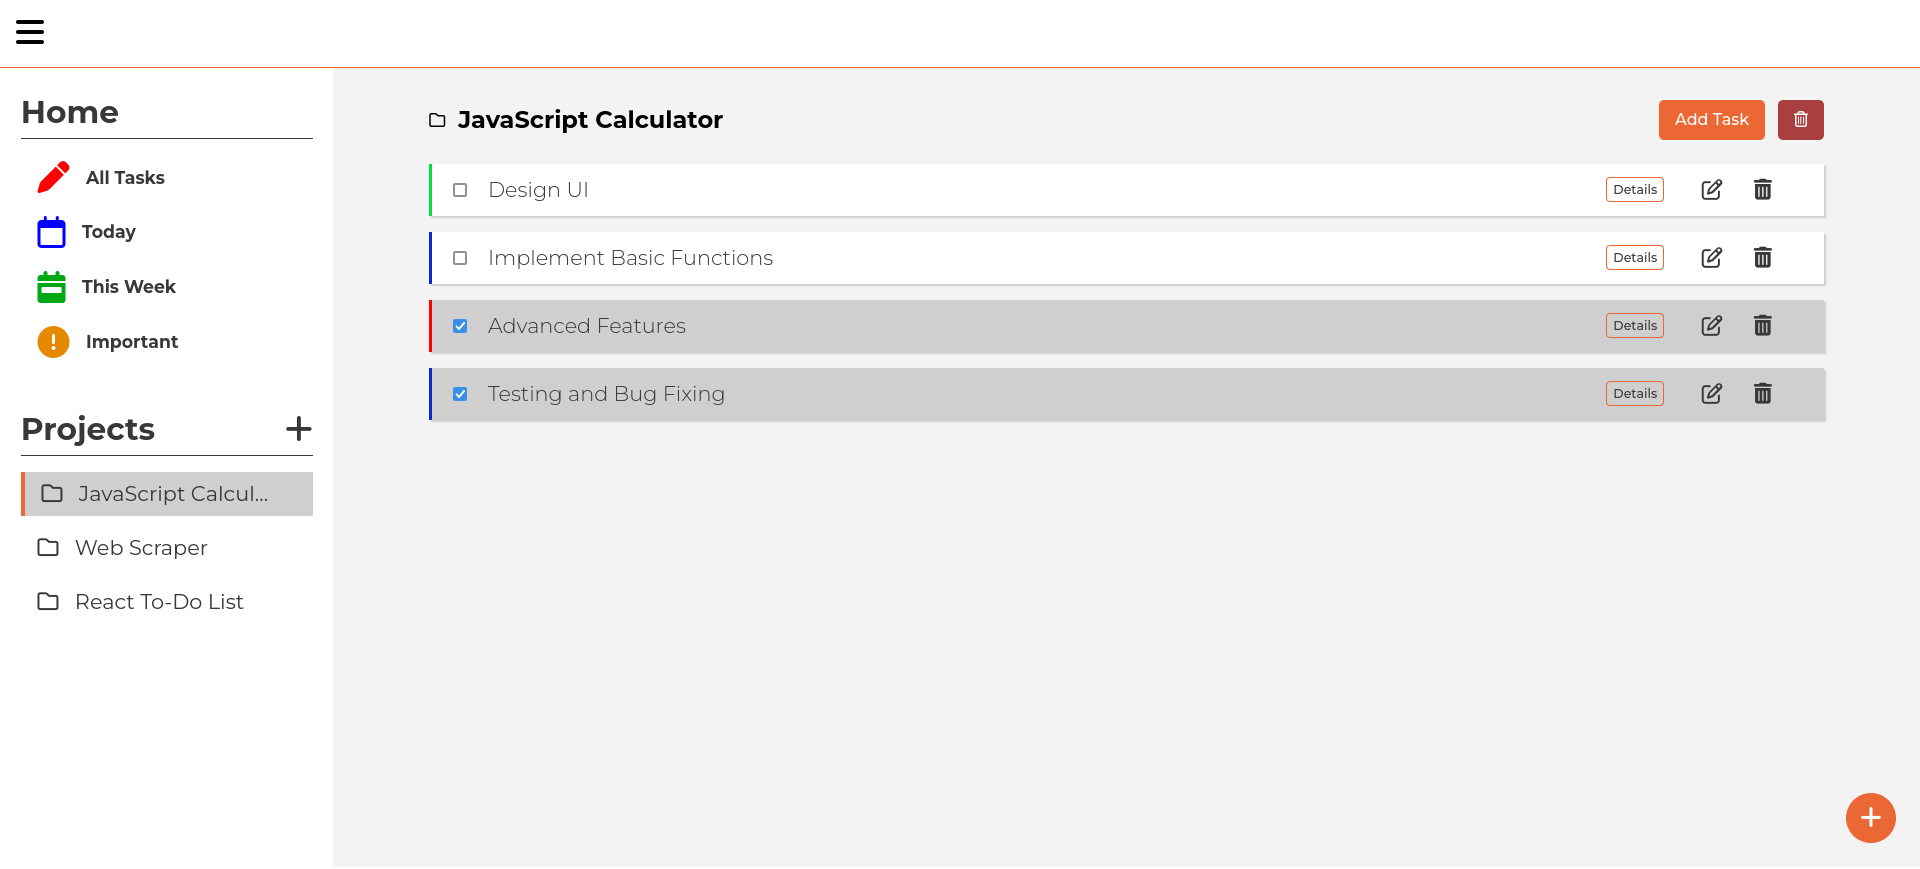 Home
All Tasks
Today
This Week
Important
Projects
JavaScript Calcul...
Web Scraper
React To-Do List
JavaScript Calculator
Add Task
Design UI
Details
Implement Basic Functions
Details
Advanced Features
Details
Testing and Bug Fixing
Details